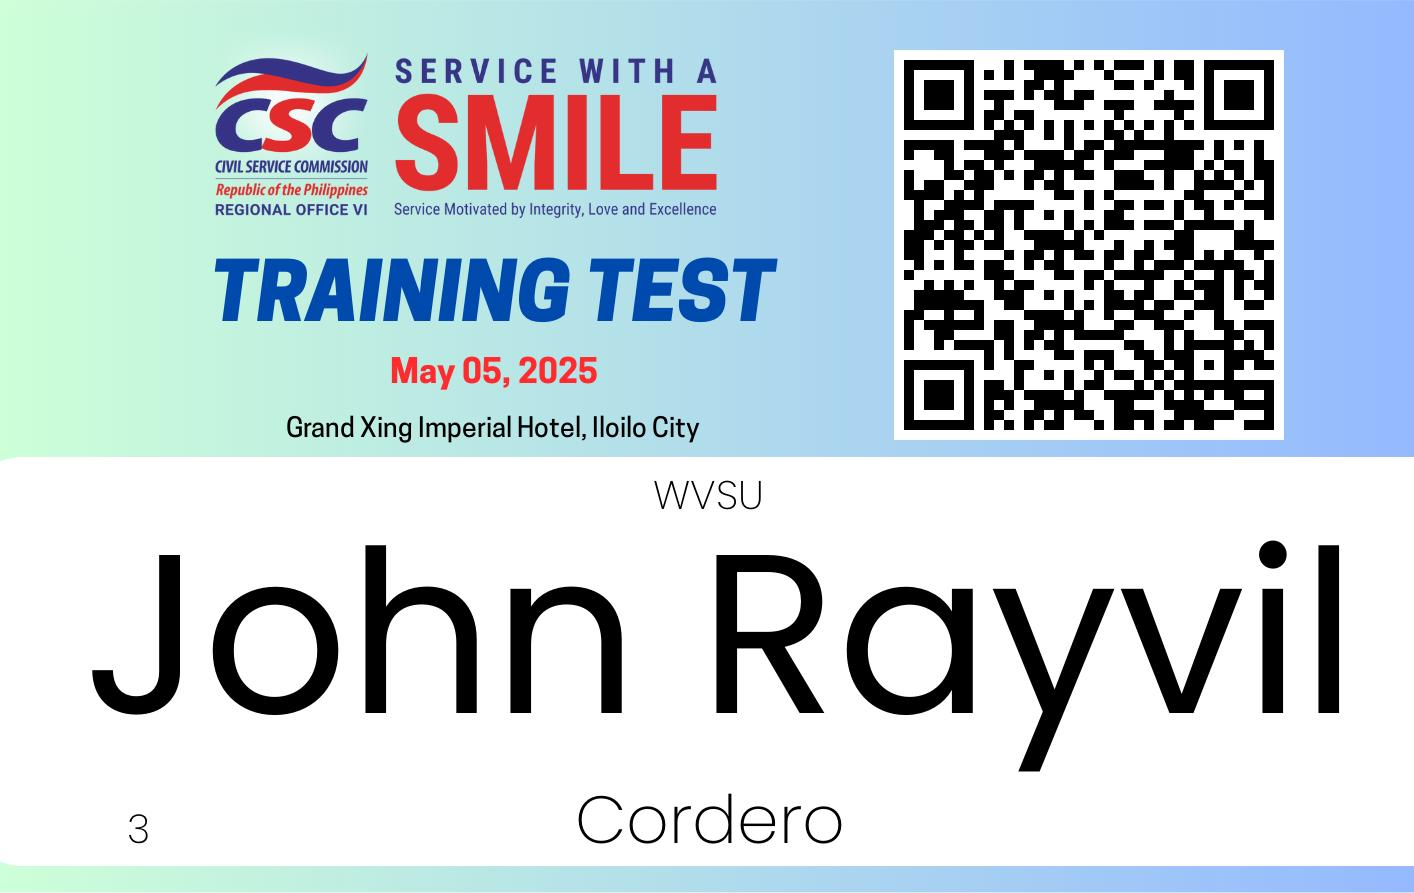 CSC
CIVIL SERVICE COMMISSION
Republic of the Philippines
REGIONAL OFFICE VI
SERVICE WITH A
SMILE
Service Motivated by Integrity, Love and Excellence
TRAINING TEST
May 05, 2025
Grand Xing Imperial Hotel, Iloilo City
WVSU
John Rayvil
Cordero
3